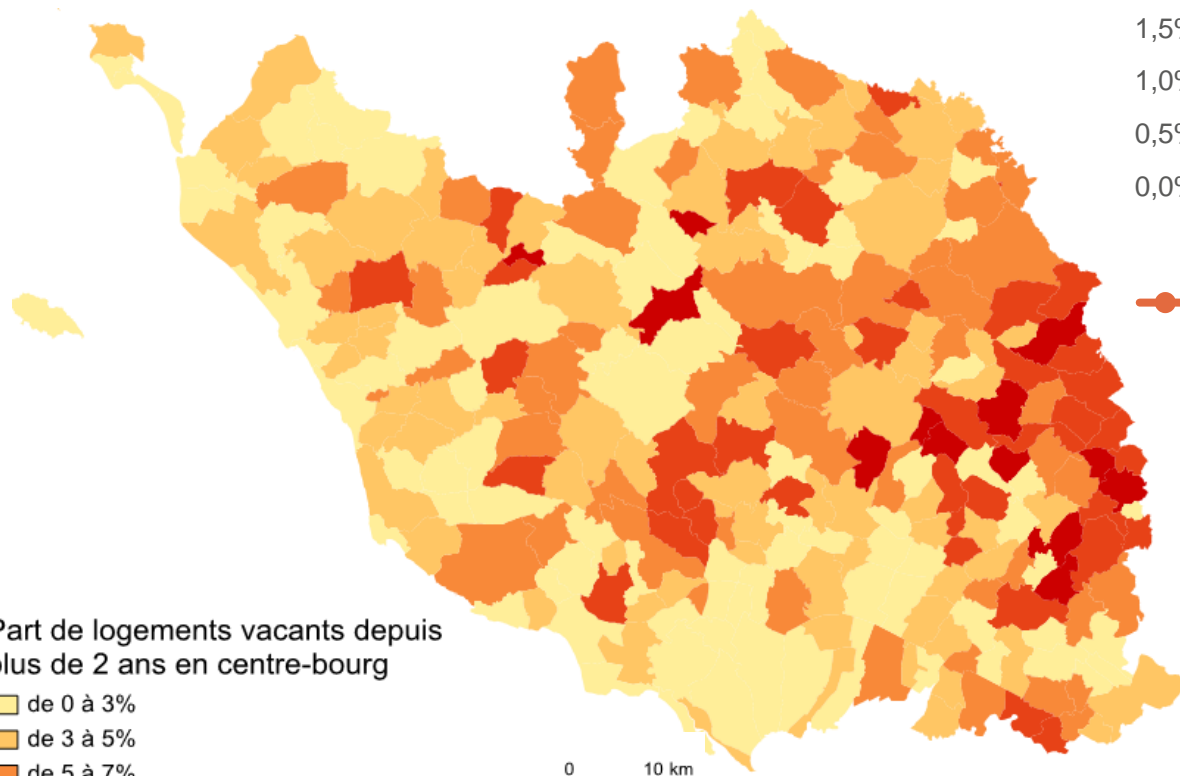 1,5%
1,0%
0,5%
0,0%
Part de logements vacants depuis
plus de 2 ans en centre-bourg
de 0 à 3%
de 3 à 5%
de 5 à 7%
0 10 km